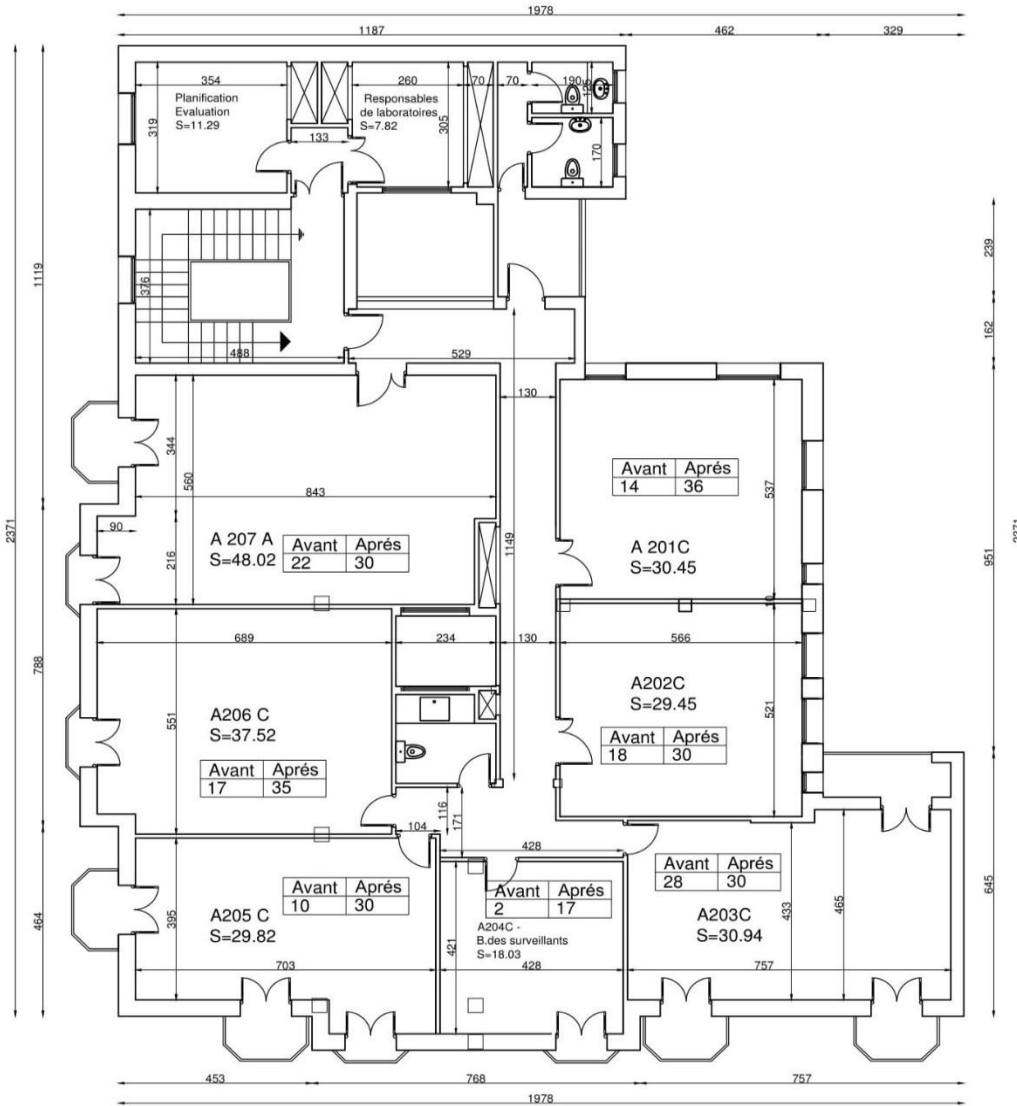 1978
1187 462 329
354 260 70 70 190 126
Planification
Evaluation
S=11.29
Responsables
de laboratoires
S=7.82
319 133 305 170
239
1119
376
162
488 529
130
344
560
843
537
Avant Aprés
14 36
90
A 207 A
S=48.02
Avant Aprés
22 30
216
1149
A 201C
S=30.45
2371
951
10
689 234 130 566
788
551
A206 C
S=37.52
Avant Aprés
17 35
A202C
S=29.45
521
Avant Aprés
18 30
116
171
104
428
Avant Aprés
10 30
Avant Aprés
2 17
Avant Aprés
28 30
433
465
645
464
395
A205 C
S=29.82
A204C -
B.des surveillants
S=18.03
421
A203C
S=30.94
703 428 757
453 768 757
1978